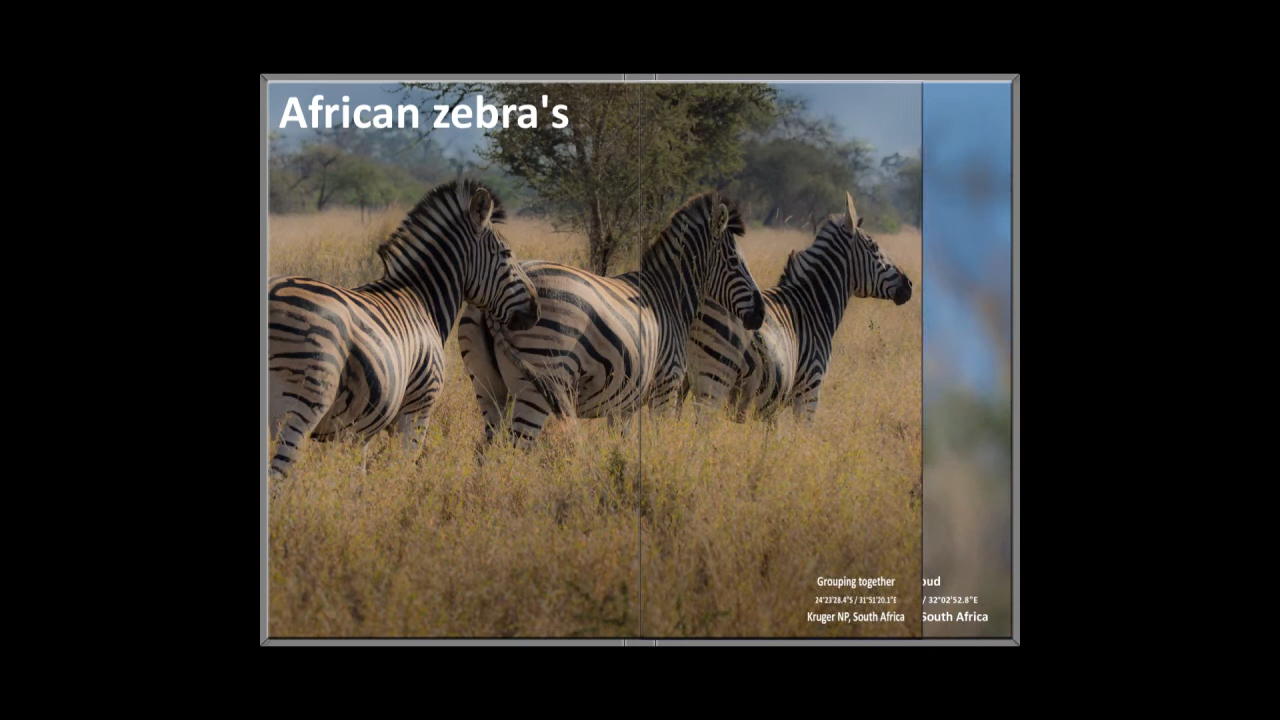 African zebra's
Grouping together
24°23'28.4"S / 31°51'20.1"E
Kruger NP, South Africa
oud
/ 32°02'52.8"E
South Africa